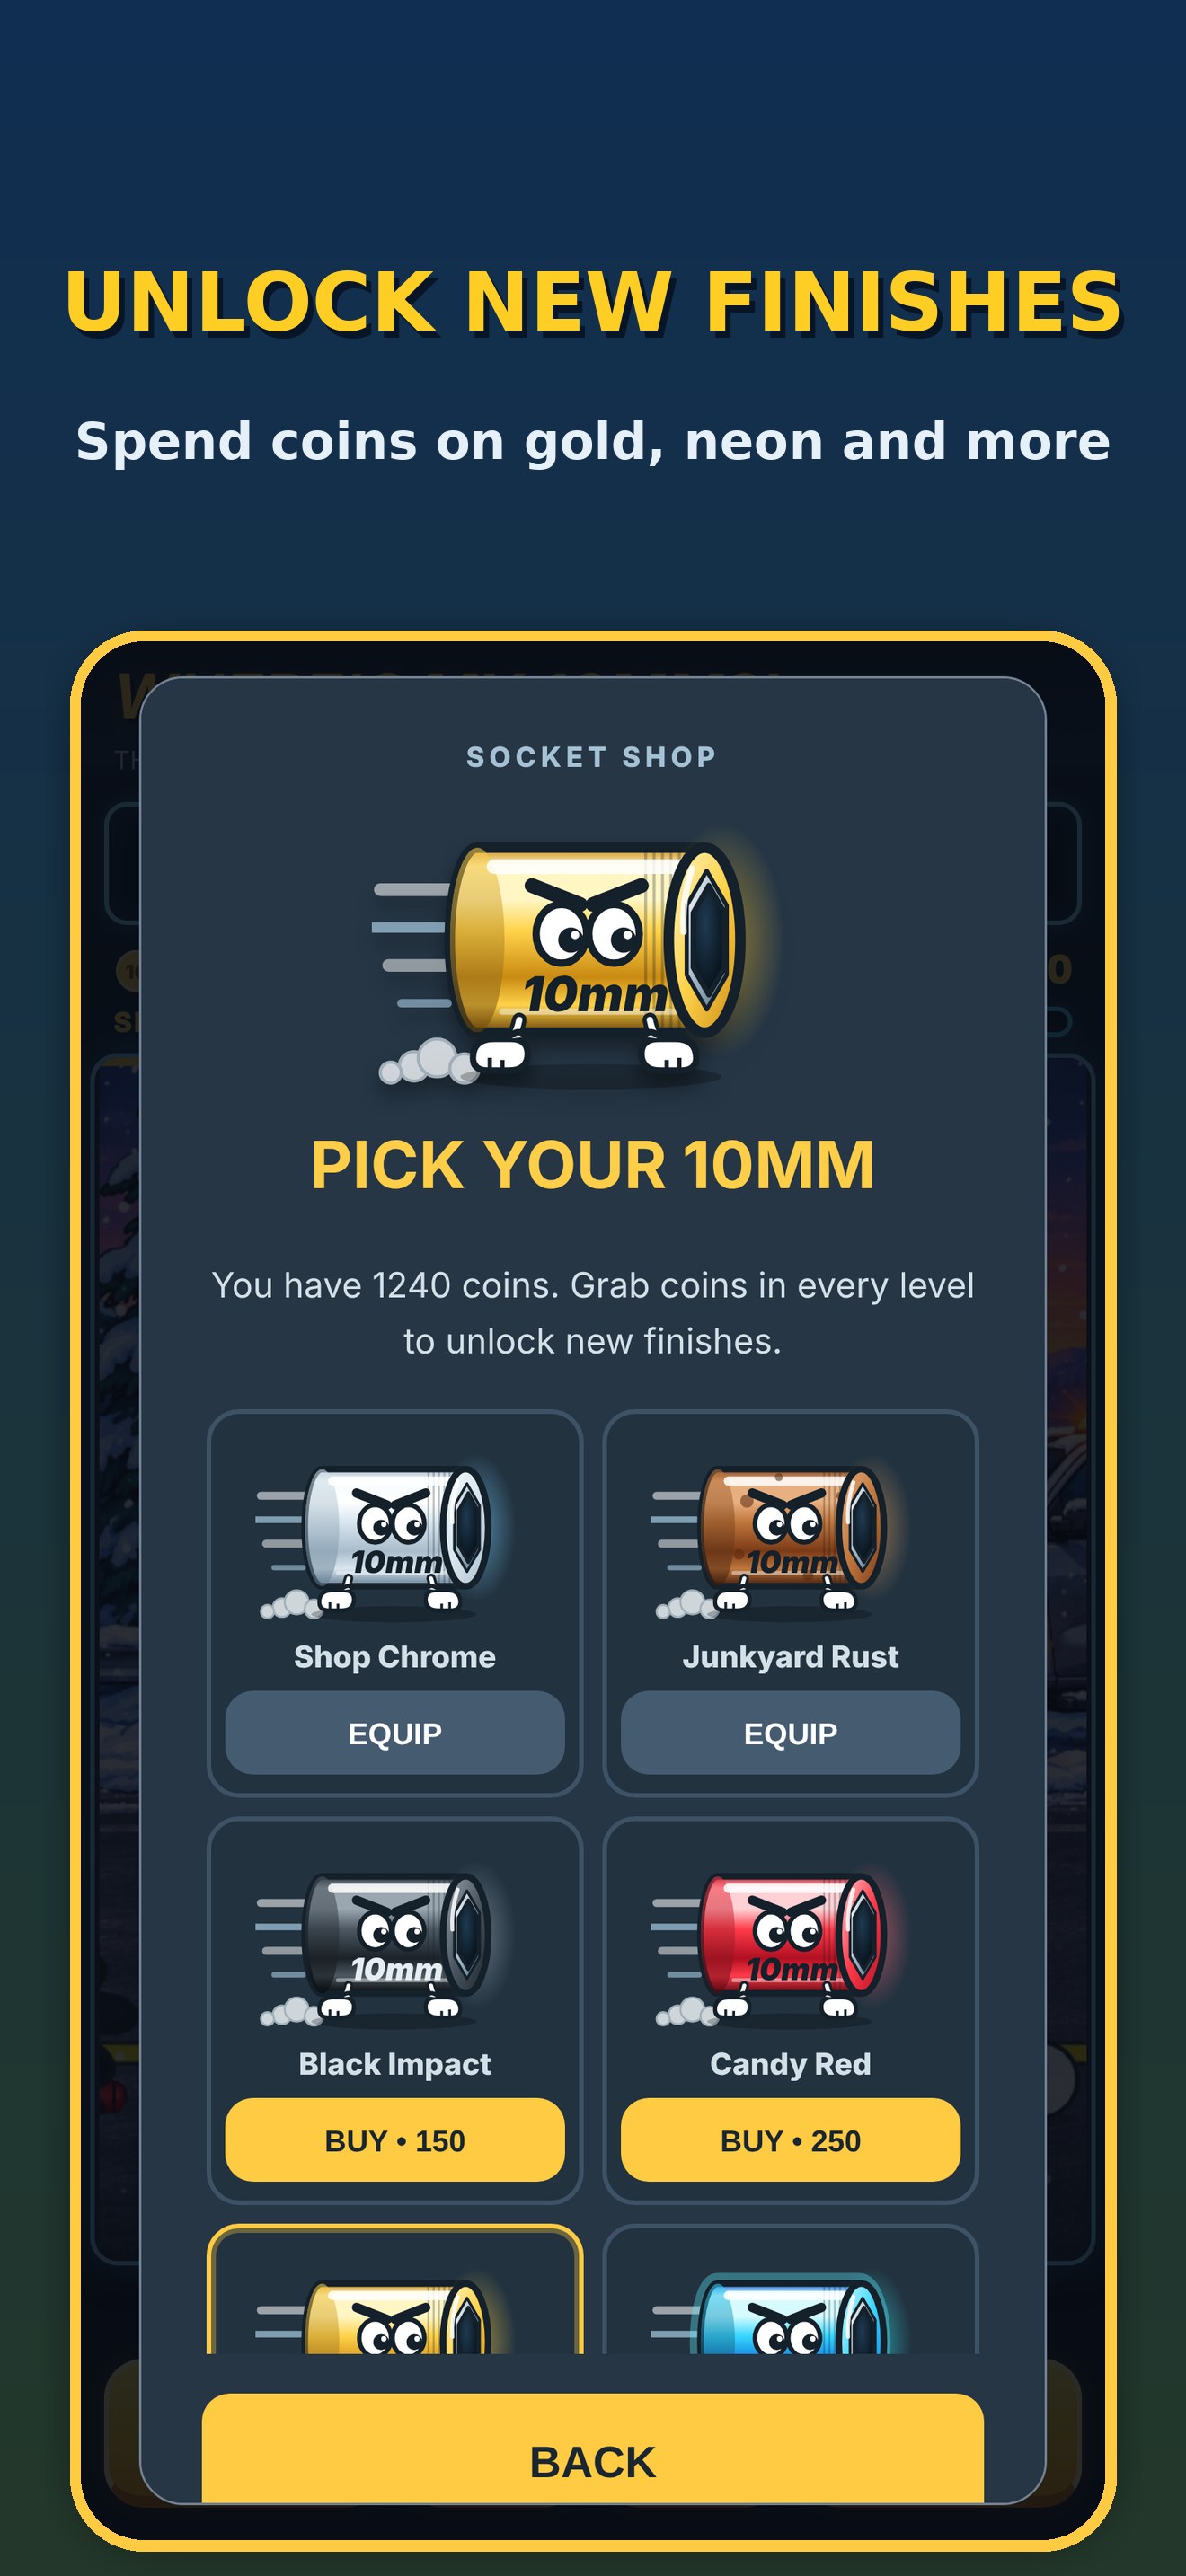 UNLOCK NEW FINISHES
Spend coins on gold, neon and more
SOCKET SHOP
10mm
PICK YOUR 10MM
You have 1240 coins. Grab coins in every level
to unlock new finishes.
10mm
10mm
Shop Chrome
Junkyard Rust
EQUIP
EQUIP
10mm
10mm
Black Impact
Candy Red
BUY • 150
BUY • 250
BACK